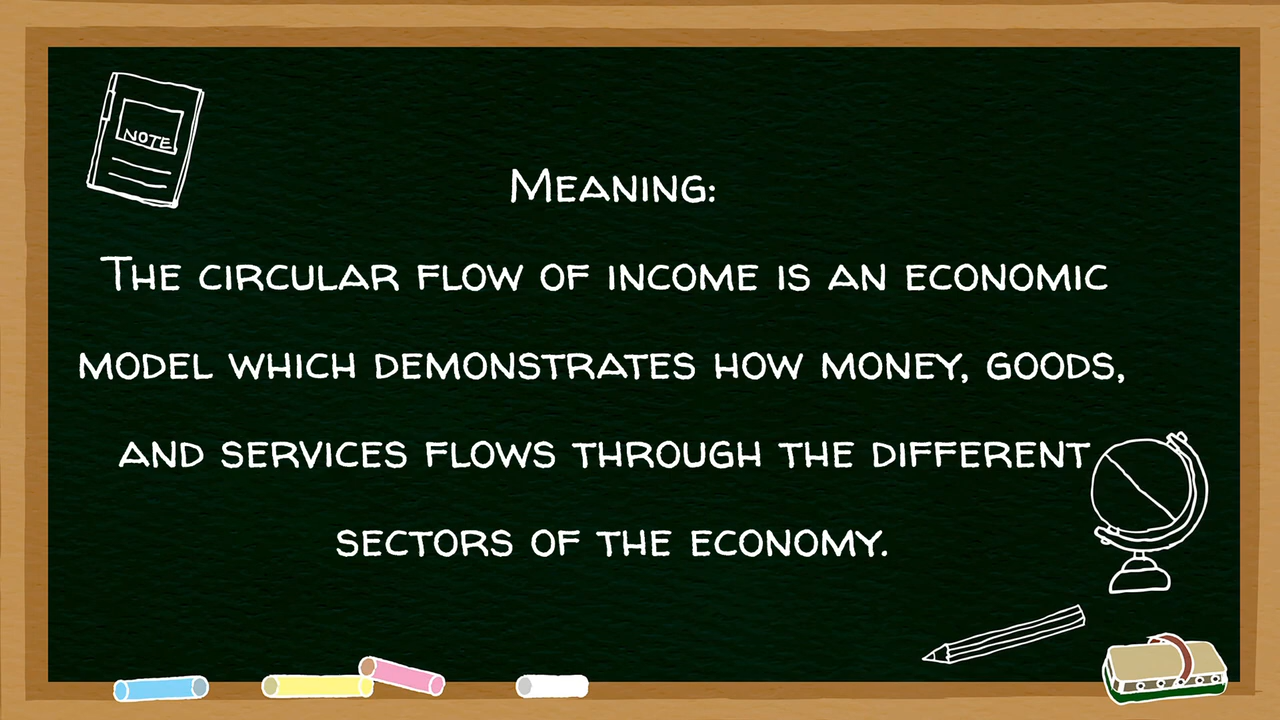 NOTE
MEANING:
THE CIRCULAR FLOW OF INCOME IS AN ECONOMIC
MODEL WHICH DEMONSTRATES HOW MONEY, GOODS,
AND SERVICES FLOWS THROUGH THE DIFFERENT
SECTORS OF THE ECONOMY.